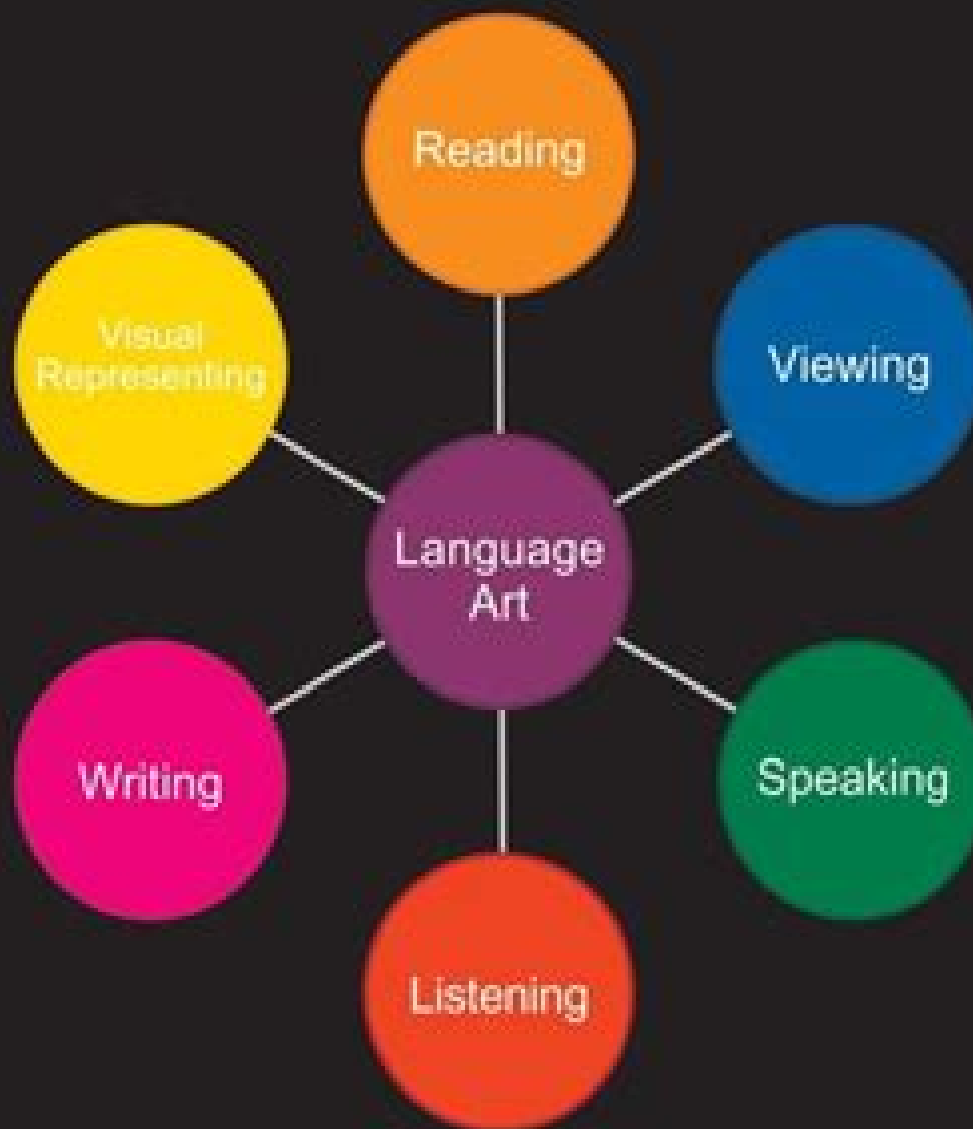 Reading
Visual
Representing
Viewing
Language
Art
Writing
Speaking
Listening